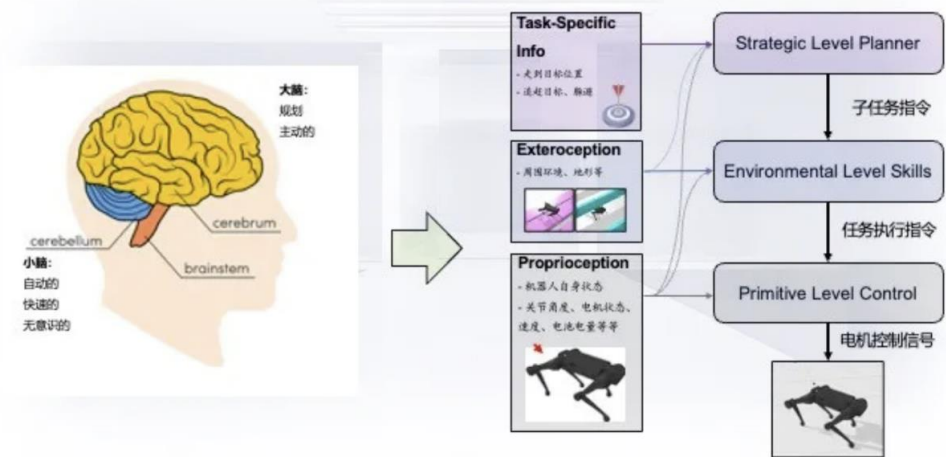 大脑:
规划
主动的
cerebrum
cerebellum
brainstem
小脑:
自动的
快速的
无意识的
Task-Specific
Info
- 走到目标位置
- 追赶目标、躲避
Exteroception
- 周围环境、地形等
Proprioception
- 机器人自身状态
- 关节角度、电机状态、
速度、电池电量等等
Strategic Level Planner
子任务指令
Environmental Level Skills
任务执行指令
Primitive Level Control
电机控制信号